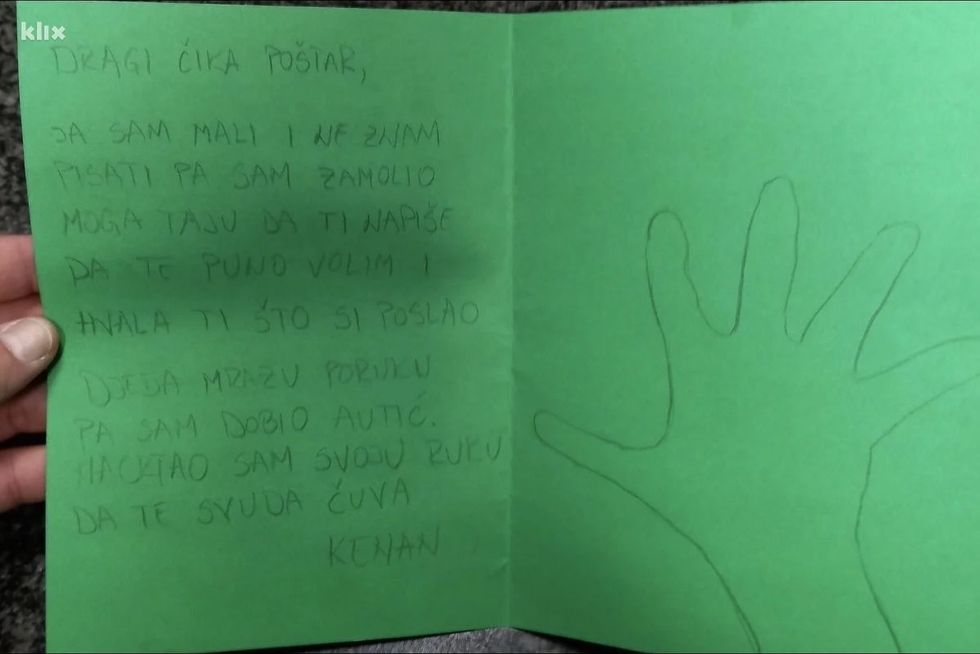 klix
DRAGI ČIKA POŠTAR,
JA SAM MALI I NE ZNAM
PISATI PA SAM ZAMOLIO
MOGA TAJU DA TI NAPIŠE
DA TE PUNO VOLIM I
HVALA TI ŠTO SI POSLAO
DJEDA MRAZU PORUKU
PA SAM DOBIO AUTIĆ.
NACRTAO SAM SVOJU RUKU
DA TE SVUDA ČUVA
KENAN